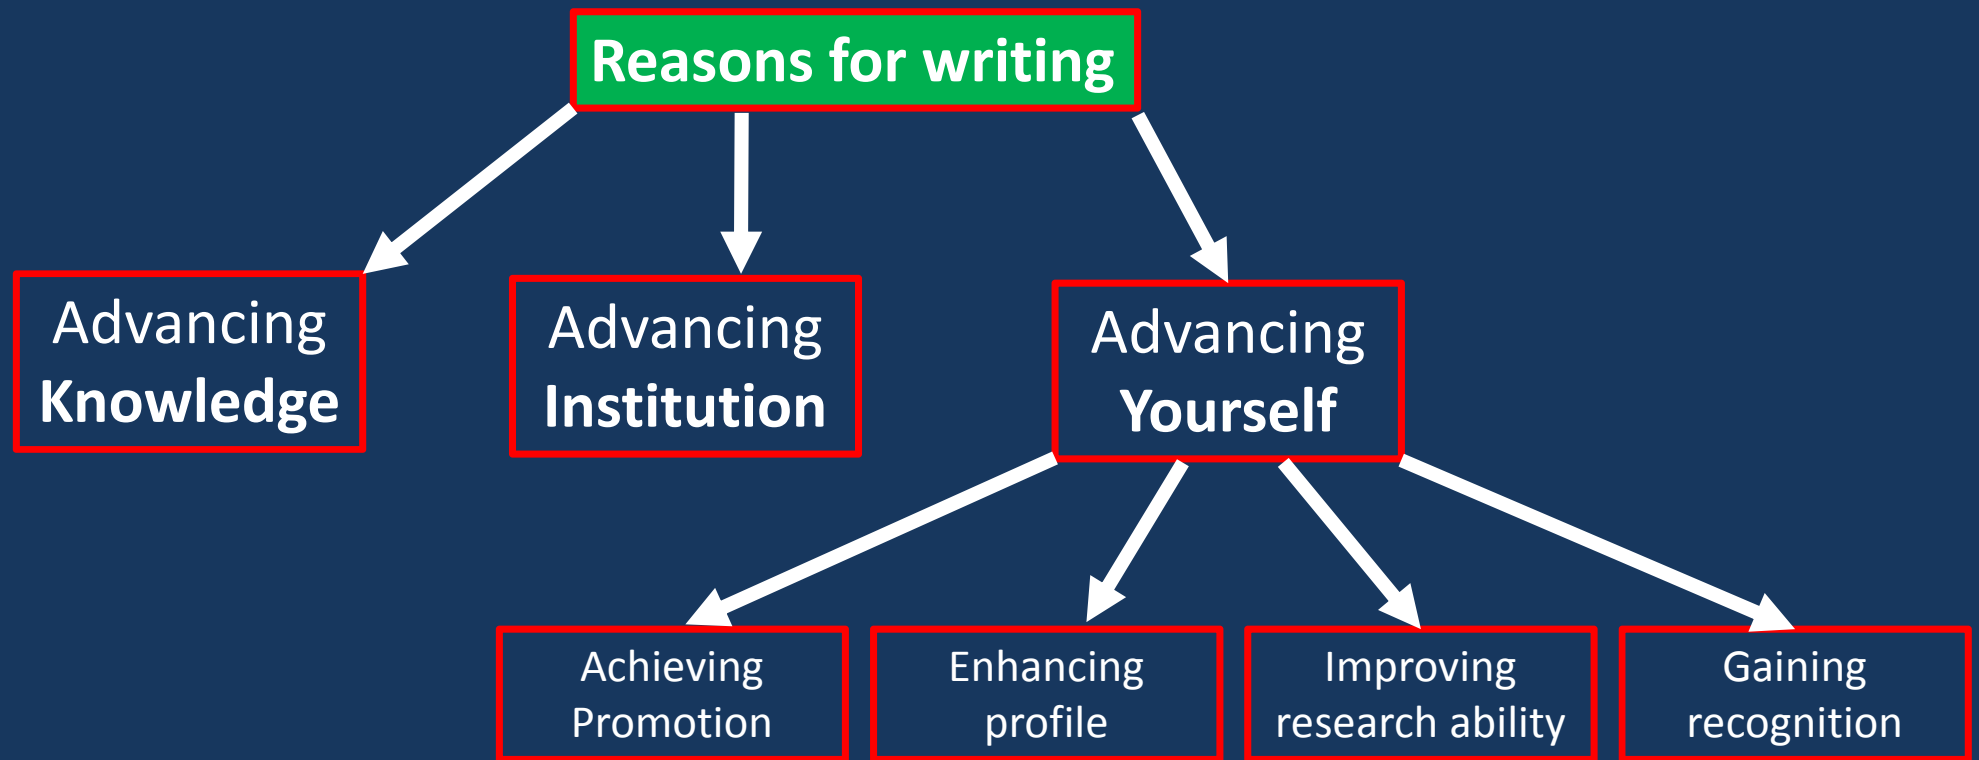 Reasons for writing
Advancing
Knowledge
Advancing
Institution
Advancing
Yourself
Achieving
Promotion
Enhancing
profile
Improving
research ability
Gaining
recognition